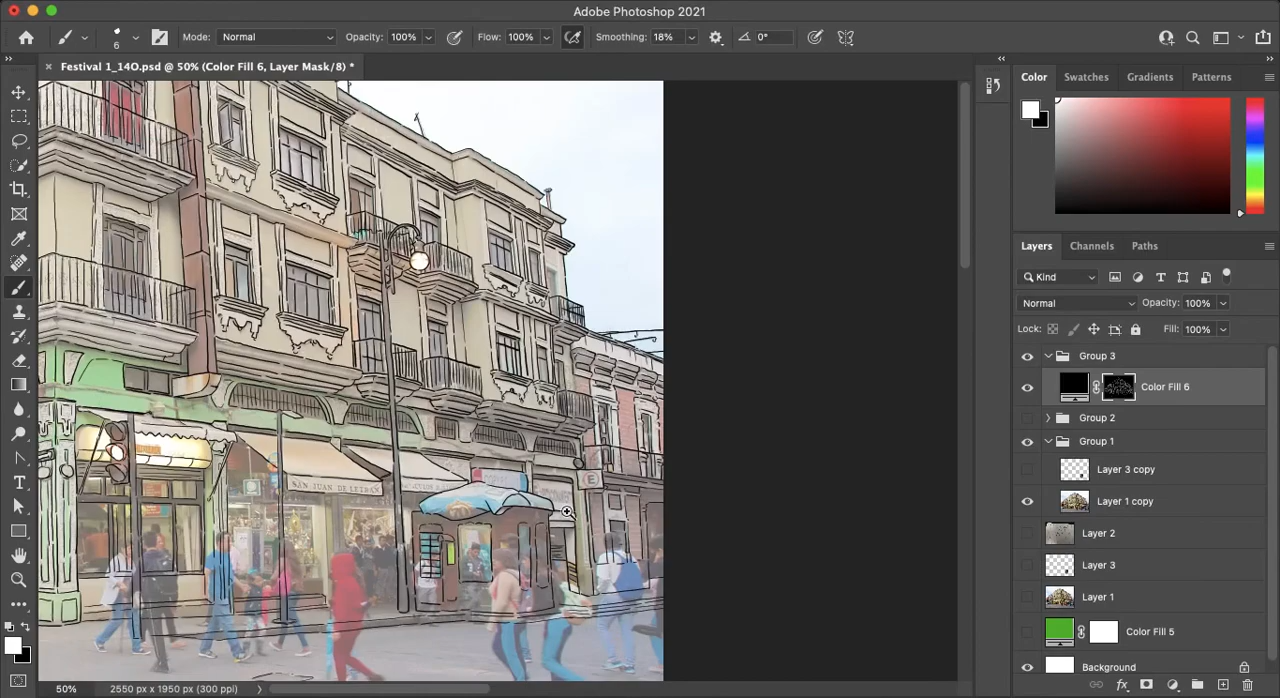 Adobe Photoshop 2021
6
Mode: Normal
Opacity: 100%
Flow: 100%
Smoothing: 18%
0°
Festival 1_14O.psd @ 50% (Color Fill 6, Layer Mask/8) *
Color
Swatches
Gradients
Patterns
Layers
Channels
Paths
Kind
Normal
Opacity: 100%
Lock:
Fill: 100%
Group 3
Color Fill 6
Group 2
Group 1
Layer 3 copy
Layer 1 copy
Layer 2
Layer 3
Layer 1
Color Fill 5
Background
SAN JUAN DE LETRAN
E
50%
2550 px x 1950 px (300 ppi)